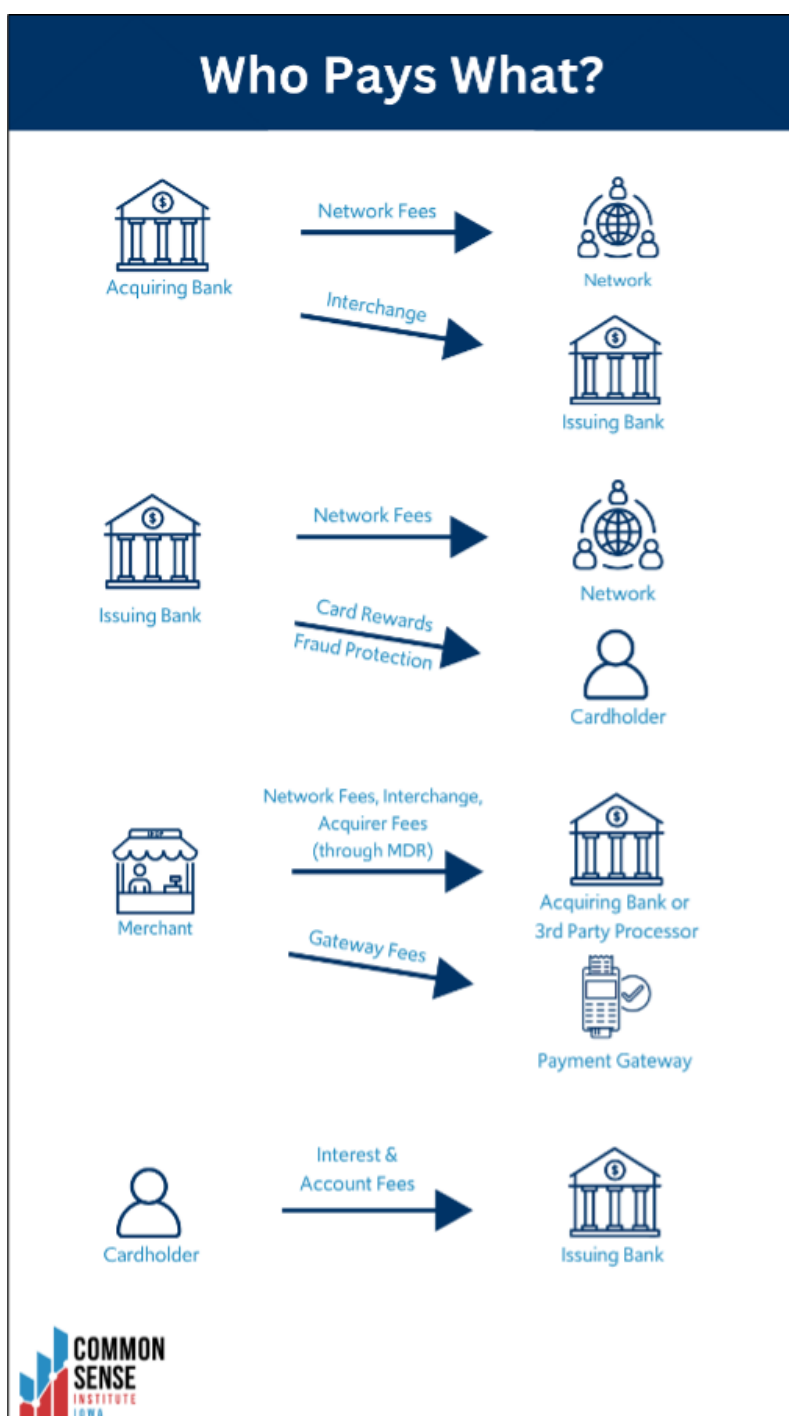 Who Pays What?
Network Fees
Acquiring Bank
Network
Interchange
Issuing Bank
Network Fees
Issuing Bank
Network
Card Rewards
Fraud Protection
Cardholder
Network Fees, Interchange,
Acquirer Fees
(through MDR)
Merchant
Acquiring Bank or
3rd Party Processor
Gateway Fees
Payment Gateway
Interest &
Account Fees
Cardholder
Issuing Bank
COMMON
SENSE
INSTITUTE
IOWA